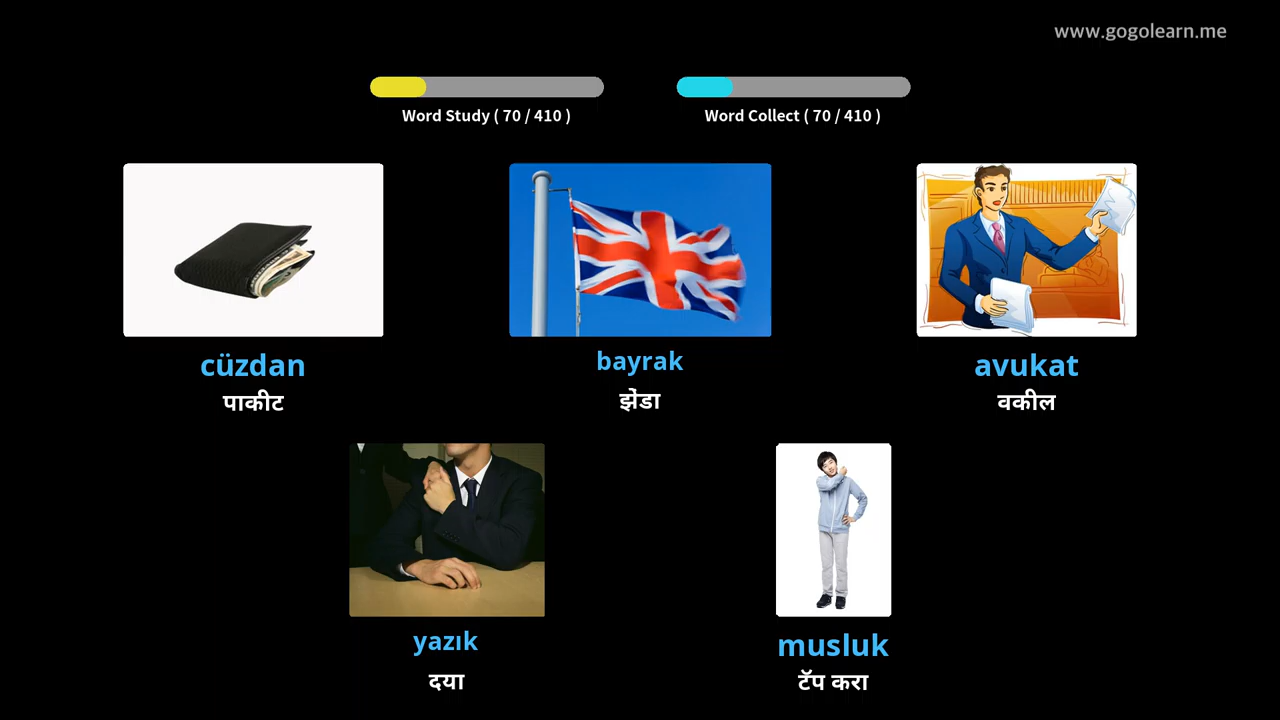 www.gogolearn.me
Word Study ( 70 / 410 )
Word Collect ( 70 / 410 )
cüzdan
पाकीट
bayrak
झेंडा
avukat
वकील
yazık
दया
musluk
टॅप करा